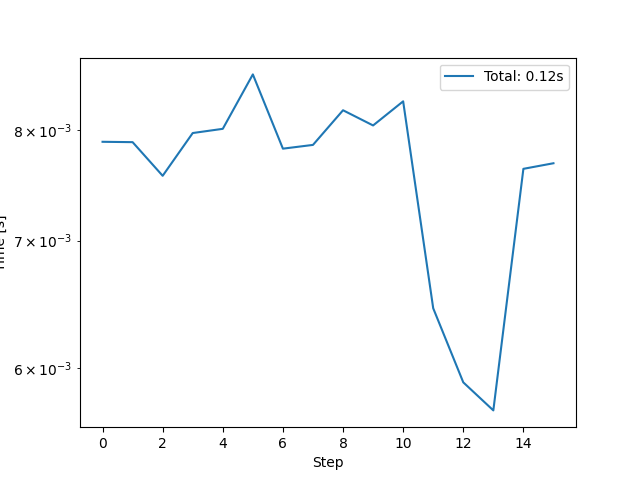 Total: 0.12s
8 × 10⁻³
7 × 10⁻³
6 × 10⁻³
Time [s]
0 2 4 6 8 10 12 14
Step